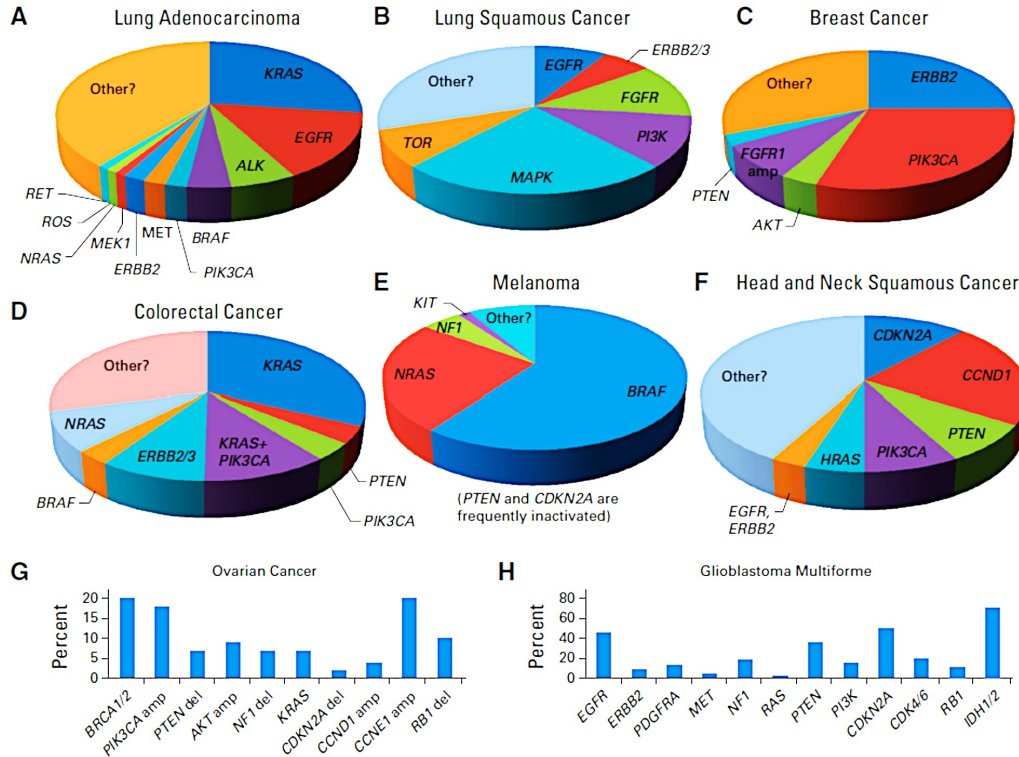 A
Lung Adenocarcinoma
Other?
KRAS
EGFR
ALK
BRAF
PIK3CA
MET
ERBB2
MEK1
NRAS
ROS
RET
B
Lung Squamous Cancer
EGFR
ERBB2/3
FGFR
PI3K
MAPK
TOR
C
Breast Cancer
Other?
ERBB2
PIK3CA
AKT
FGFR1
amp
PTEN
D
Colorectal Cancer
Other?
KRAS
PTEN
PIK3CA
KRAS+
PIK3CA
ERBB2/3
BRAF
NRAS
E
Melanoma
KIT
Other?
NF1
NRAS
BRAF
(PTEN and CDKN2A are
frequently inactivated)
F
Head and Neck Squamous Cancer
Other?
CDKN2A
CCND1
PTEN
PIK3CA
HRAS
EGFR,
ERBB2
G
Ovarian Cancer
Percent
20
15
10
5
0
BRCA1/2
PIK3CA amp
PTEN del
AKT amp
NF1 del
KRAS
CDKN2A del
CCND1 amp
CCNE1 amp
RB1 del
H
Glioblastoma Multiforme
Percent
80
60
40
20
0
EGFR
ERBB2
PDGFRA
MET
NF1
RAS
PTEN
PI3K
CDKN2A
CDK4/6
RB1
IDH1/2